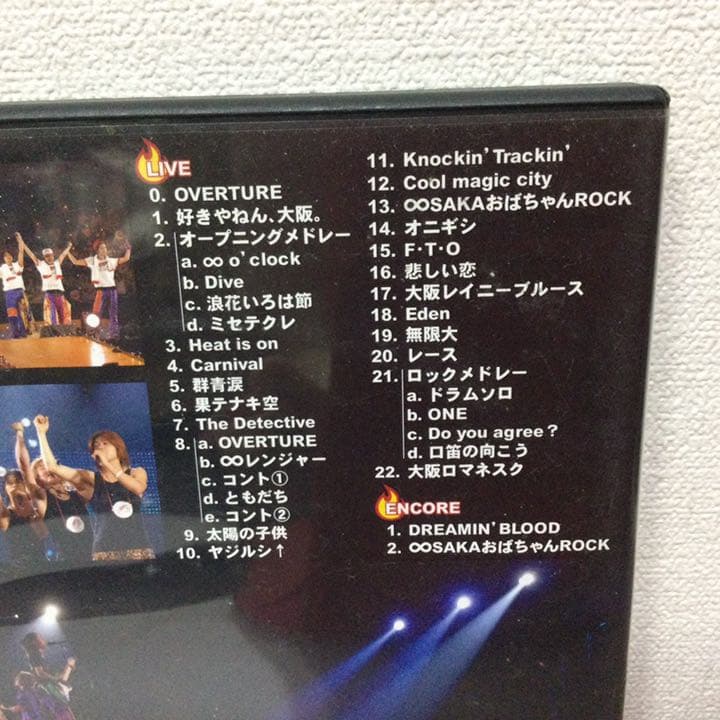 LIVE
0. OVERTURE
1. 好きやねん、大阪。
2. オープニングメドレー
a. ∞ o'clock
b. Dive
c. 浪花いろは節
d. ミセテクレ
3. Heat is on
4. Carnival
5. 群青涙
6. 果テナキ空
7. The Detective
8. a. OVERTURE
b. ∞レンジャー
c. コント①
d. ともだち
e. コント②
9. 太陽の子供
10. ヤジルシ↑
11. Knockin'Trackin'
12. Cool magic city
13. ∞SAKAおばちゃんROCK
14. オニギシ
15. F・T・O
16. 悲しい恋
17. 大阪レイニーブルース
18. Eden
19. 無限大
20. レース
21. ロックメドレー
a. ドラムソロ
b. ONE
c. Do you agree？
d. 口笛の向こう
22. 大阪ロマネスク
ENCORE
1. DREAMIN'BLOOD
2. ∞SAKAおばちゃんROCK